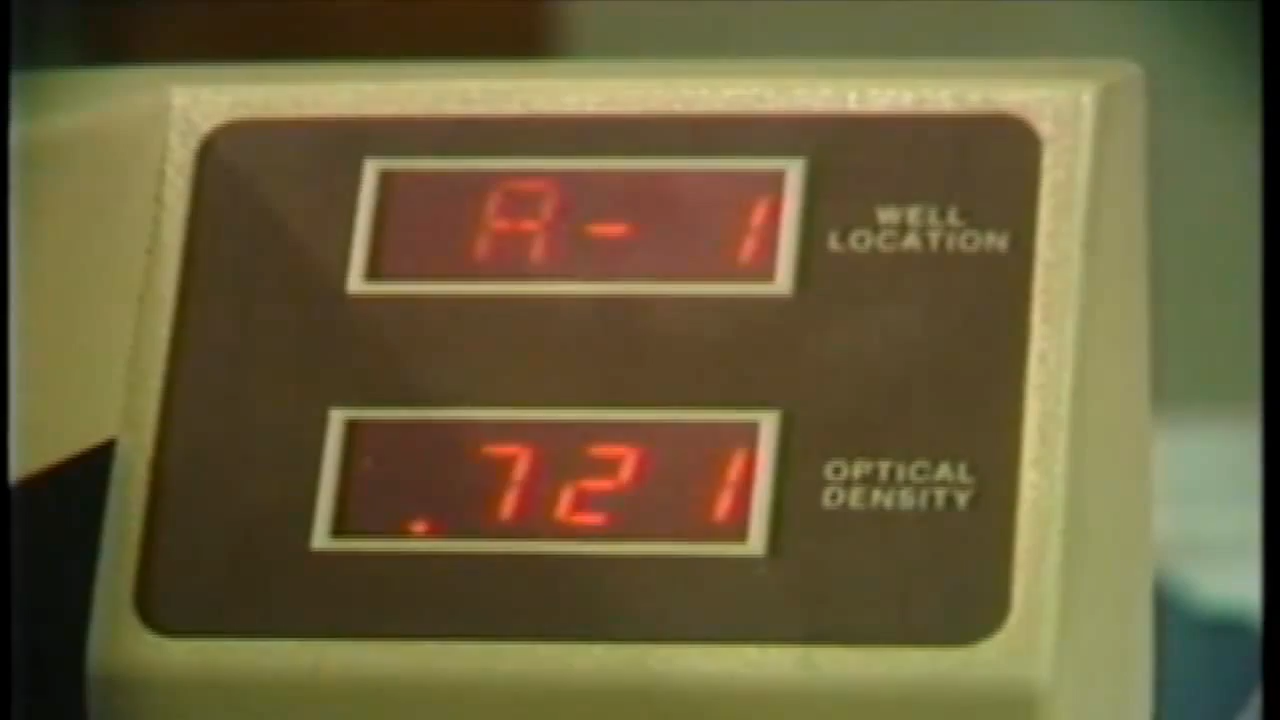 A- 1
WELL
LOCATION
.721
OPTICAL
DENSITY